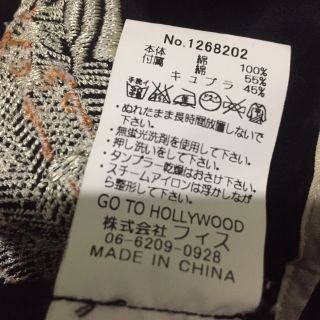 No.1268202
本体 綿 100%
付属 綿 55%
キュプラ 45%
・ぬれたまま長時間放置しないで
下さい。
・無蛍光洗剤を使用して下さい。
・押し洗いをして下さい。
・タンブラー乾燥はおさけ下さい。
・スチームアイロンは浮かしなが
ら整形して下さい。
GO TO HOLLYWOOD
株式会社 フィス
06-6209-0928
MADE IN CHINA